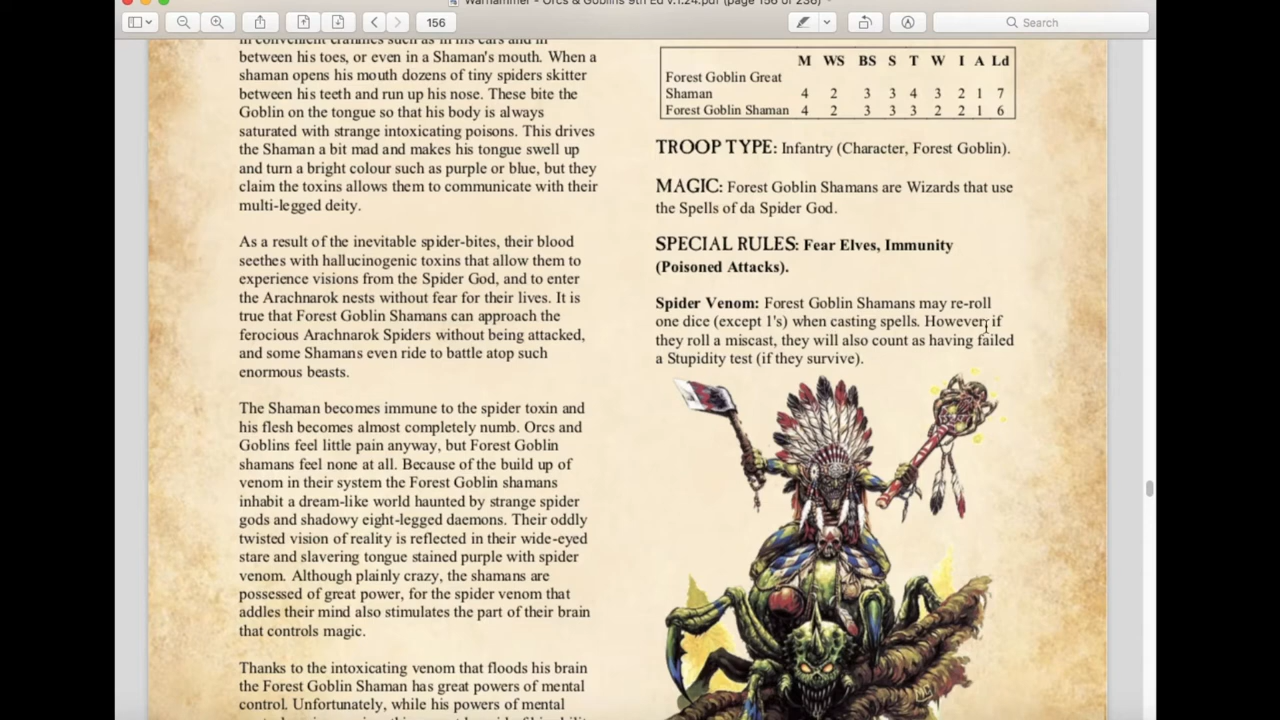 Warhammer - Orcs & Goblins 9th Ed v.1.24.pdf (page 156 of 236)
156
Search
in convenient crannies such as in his ears and in
between his toes, or even in a Shaman's mouth. When a
shaman opens his mouth dozens of tiny spiders skitter
between his teeth and run up his nose. These bite the
Goblin on the tongue so that his body is always
saturated with strange intoxicating poisons. This drives
the Shaman a bit mad and makes his tongue swell up
and turn a bright colour such as purple or blue, but they
claim the toxins allows them to communicate with their
multi-legged deity.
As a result of the inevitable spider-bites, their blood
seethes with hallucinogenic toxins that allow them to
experience visions from the Spider God, and to enter
the Arachnarok nests without fear for their lives. It is
true that Forest Goblin Shamans can approach the
ferocious Arachnarok Spiders without being attacked,
and some Shamans even ride to battle atop such
enormous beasts.
The Shaman becomes immune to the spider toxin and
his flesh becomes almost completely numb. Orcs and
Goblins feel little pain anyway, but Forest Goblin
shamans feel none at all. Because of the build up of
venom in their system the Forest Goblin shamans
inhabit a dream-like world haunted by strange spider
gods and shadowy eight-legged daemons. Their oddly
twisted vision of reality is reflected in their wide-eyed
stare and slavering tongue stained purple with spider
venom. Although plainly crazy, the shamans are
possessed of great power, for the spider venom that
addles their mind also stimulates the part of their brain
that controls magic.
Thanks to the intoxicating venom that floods his brain
the Forest Goblin Shaman has great powers of mental
control. Unfortunately, while his powers of mental
M WS BS S T W I A Ld
Forest Goblin Great
Shaman 4 2 3 3 4 3 2 1 7
Forest Goblin Shaman 4 2 3 3 3 2 2 1 6
TROOP TYPE: Infantry (Character, Forest Goblin).
MAGIC: Forest Goblin Shamans are Wizards that use
the Spells of da Spider God.
SPECIAL RULES: Fear Elves, Immunity
(Poisoned Attacks).
Spider Venom: Forest Goblin Shamans may re-roll
one dice (except 1's) when casting spells. However, if
they roll a miscast, they will also count as having failed
a Stupidity test (if they survive).